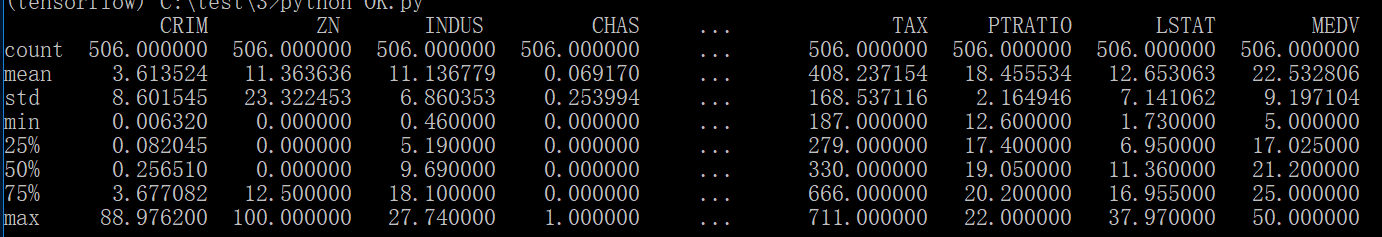 (tensorflow) C:\test\3>python OK.py
CRIM ZN INDUS CHAS ... TAX PTRATIO LSTAT MEDV
count 506.000000 506.000000 506.000000 506.000000 ... 506.000000 506.000000 506.000000 506.000000
mean 3.613524 11.363636 11.136779 0.069170 ... 408.237154 18.455534 12.653063 22.532806
std 8.601545 23.322453 6.860353 0.253994 ... 168.537116 2.164946 7.141062 9.197104
min 0.006320 0.000000 0.460000 0.000000 ... 187.000000 12.600000 1.730000 5.000000
25% 0.082045 0.000000 5.190000 0.000000 ... 279.000000 17.400000 6.950000 17.025000
50% 0.256510 0.000000 9.690000 0.000000 ... 330.000000 19.050000 11.360000 21.200000
75% 3.677082 12.500000 18.100000 0.000000 ... 666.000000 20.200000 16.955000 25.000000
max 88.976200 100.000000 27.740000 1.000000 ... 711.000000 22.000000 37.970000 50.000000